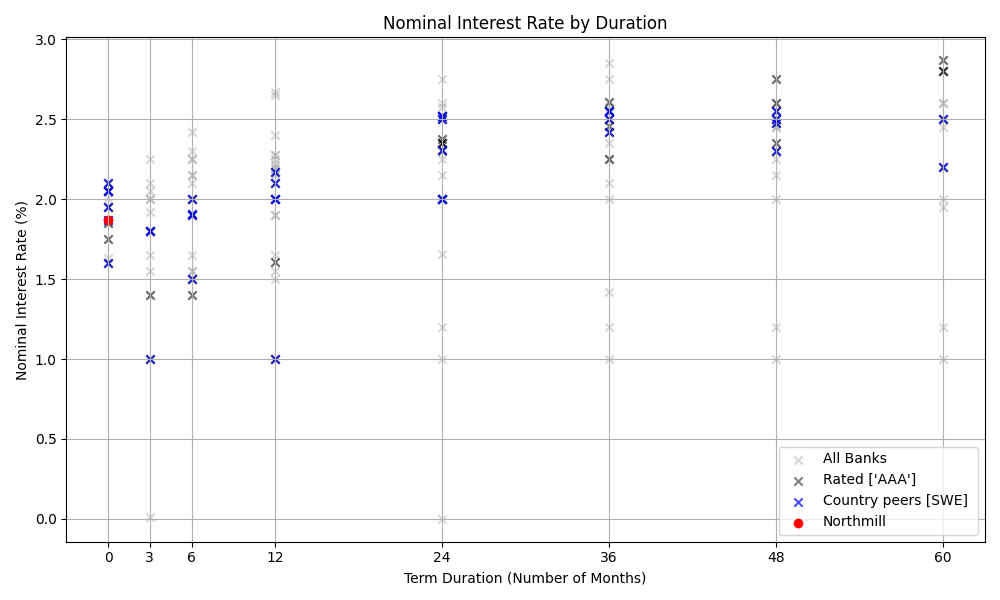 Nominal Interest Rate by Duration
Nominal Interest Rate (%)
3.0
2.5
2.0
1.5
1.0
0.5
0.0
0 3 6 12 24 36 48 60
Term Duration (Number of Months)
All Banks
Rated ['AAA']
Country peers [SWE]
Northmill